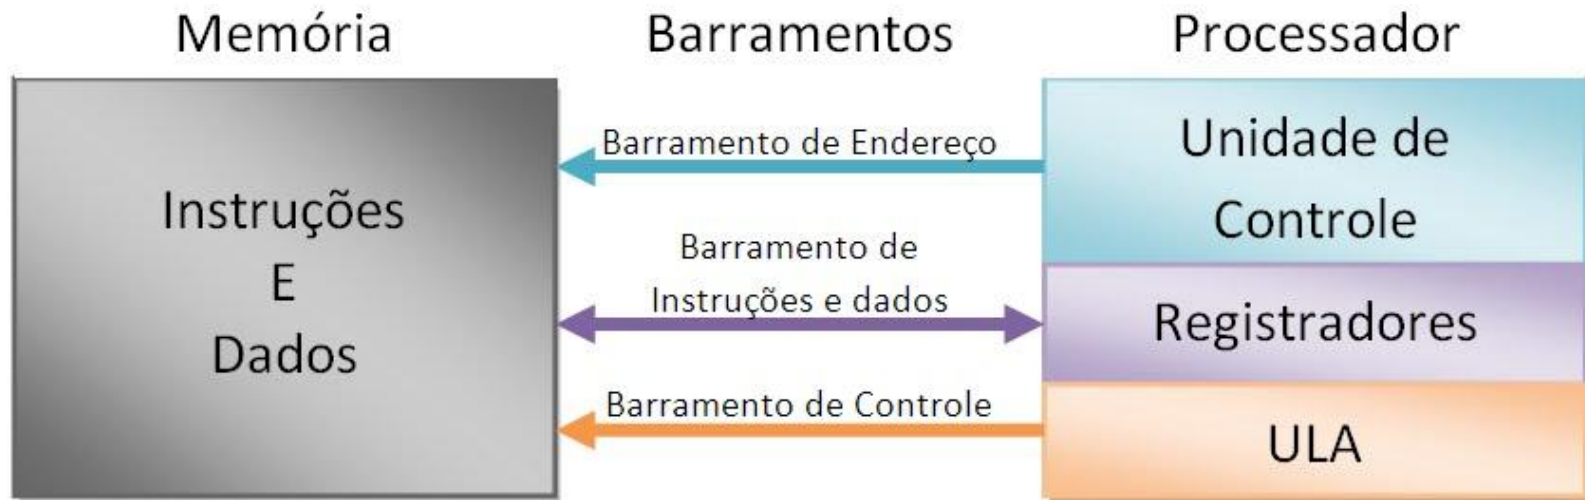 Memória
Barramentos
Processador
Instruções
E
Dados
Barramento de Endereço
Barramento de
Instruções e dados
Barramento de Controle
Unidade de
Controle
Registradores
ULA